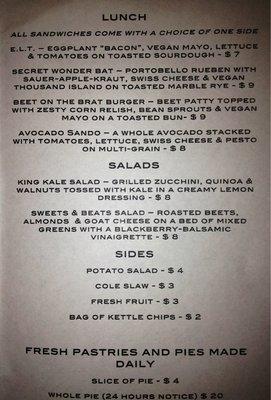 LUNCH
ALL SANDWICHES COME WITH A CHOICE OF ONE SIDE
E.L.T. – EGGPLANT "BACON", VEGAN MAYO, LETTUCE
& TOMATOES ON TOASTED SOURDOUGH - $ 7
SECRET WONDER BAT – PORTOBELLO RUEBEN WITH
SAUER-APPLE-KRAUT, SWISS CHEESE & VEGAN
THOUSAND ISLAND ON TOASTED MARBLE RYE - $ 9
BEET ON THE BRAT BURGER – BEET PATTY TOPPED
WITH ZESTY CORN RELISH, BEAN SPROUTS & VEGAN
MAYO ON A TOASTED BUN- $ 9
AVOCADO SANDO – A WHOLE AVOCADO STACKED
WITH TOMATOES, LETTUCE, SWISS CHEESE & PESTO
ON MULTI-GRAIN - $ 8
SALADS
KING KALE SALAD – GRILLED ZUCCHINI, QUINOA &
WALNUTS TOSSED WITH KALE IN A CREAMY LEMON
DRESSING - $ 8
SWEETS & BEATS SALAD – ROASTED BEETS,
ALMONDS & GOAT CHEESE ON A BED OF MIXED
GREENS WITH A BLACKBERRY-BALSAMIC
VINAIGRETTE - $ 8
SIDES
POTATO SALAD - $ 4
COLE SLAW - $ 3
FRESH FRUIT - $ 3
BAG OF KETTLE CHIPS - $ 2
FRESH PASTRIES AND PIES MADE
DAILY
SLICE OF PIE - $ 4
WHOLE PIE (24 HOURS NOTICE) $ 20